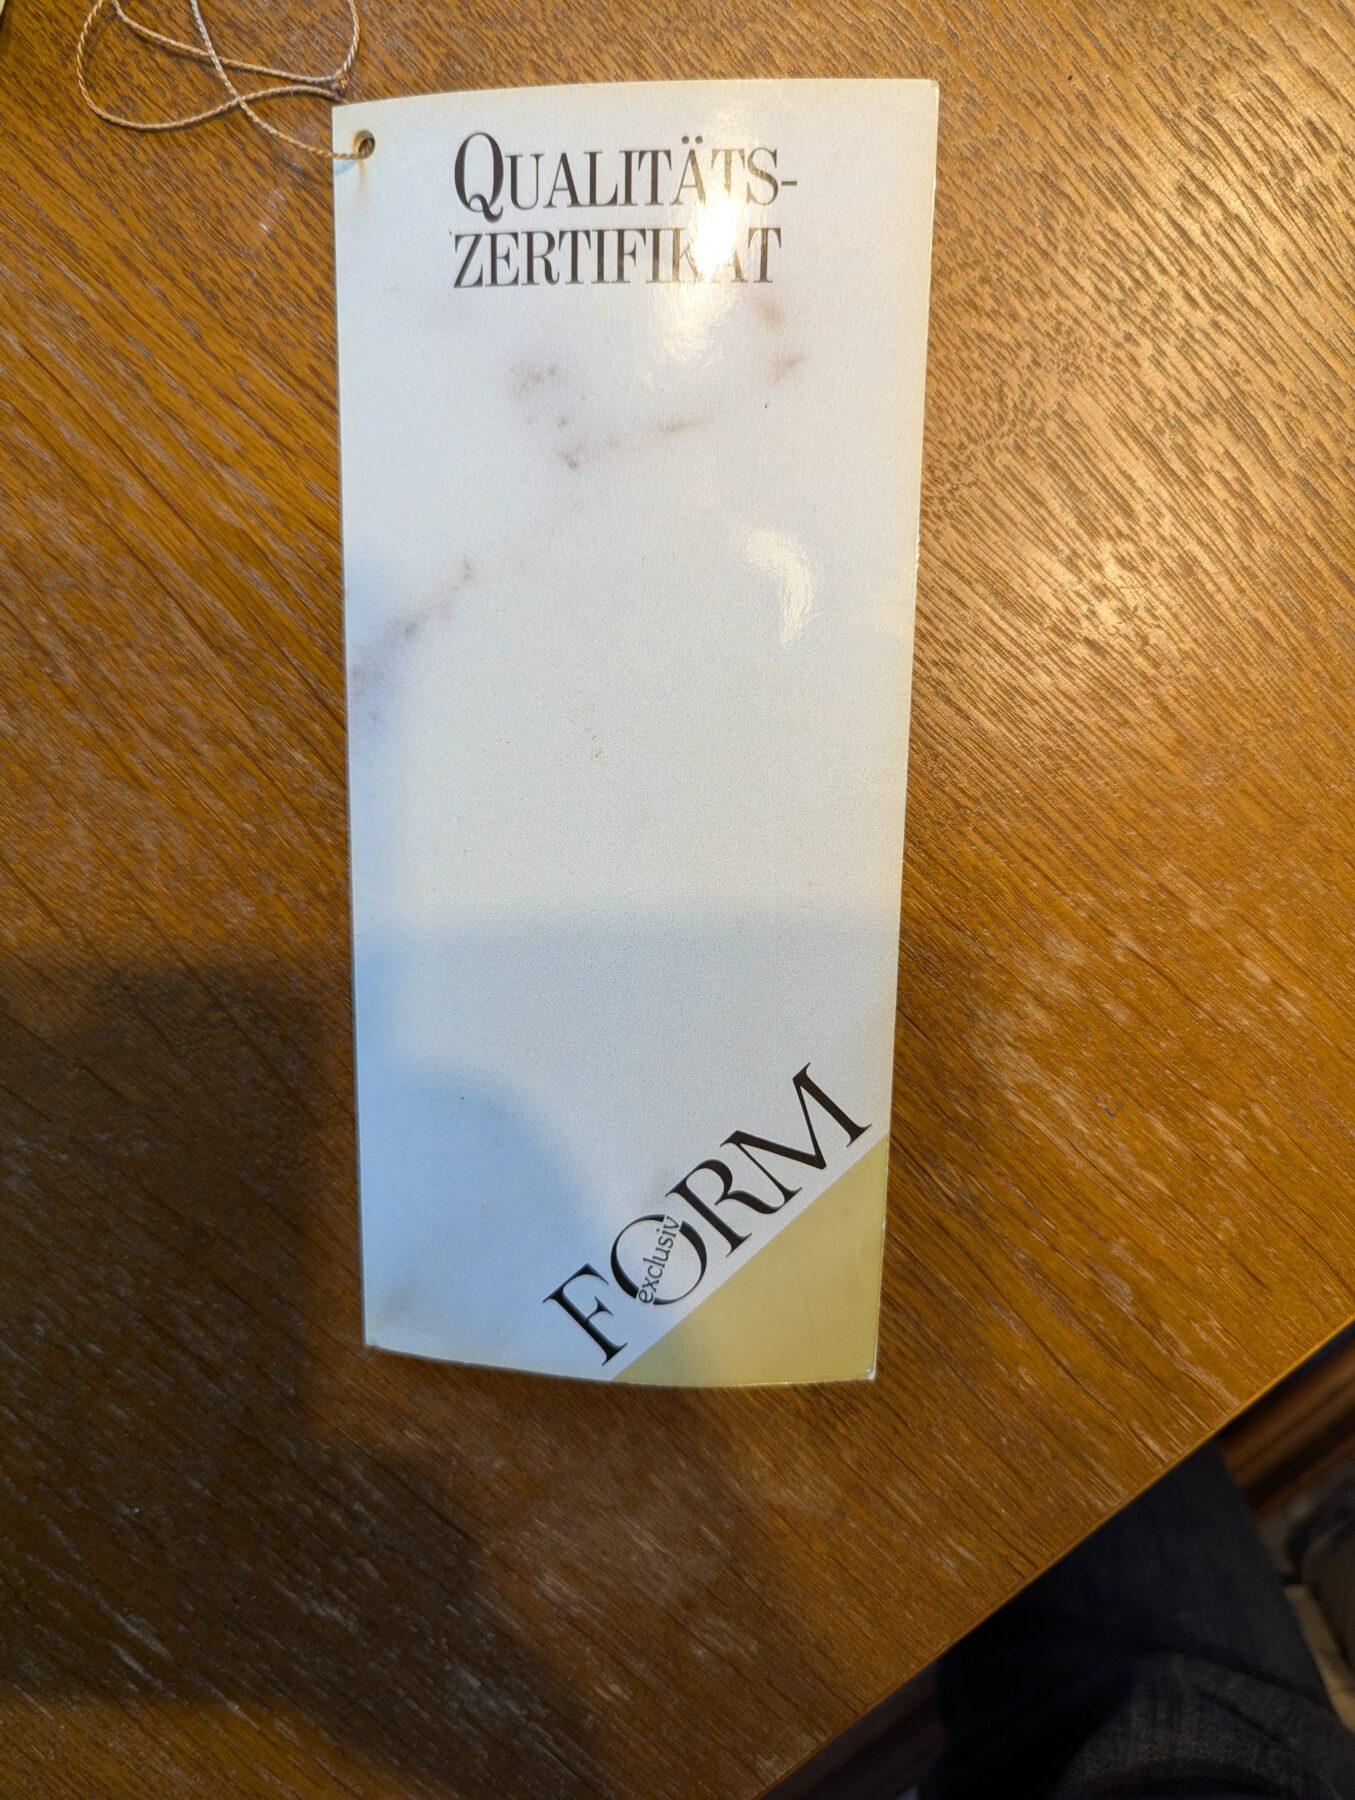 QUALITÄTS-
ZERTIFIKAT
FORM
exclusiv